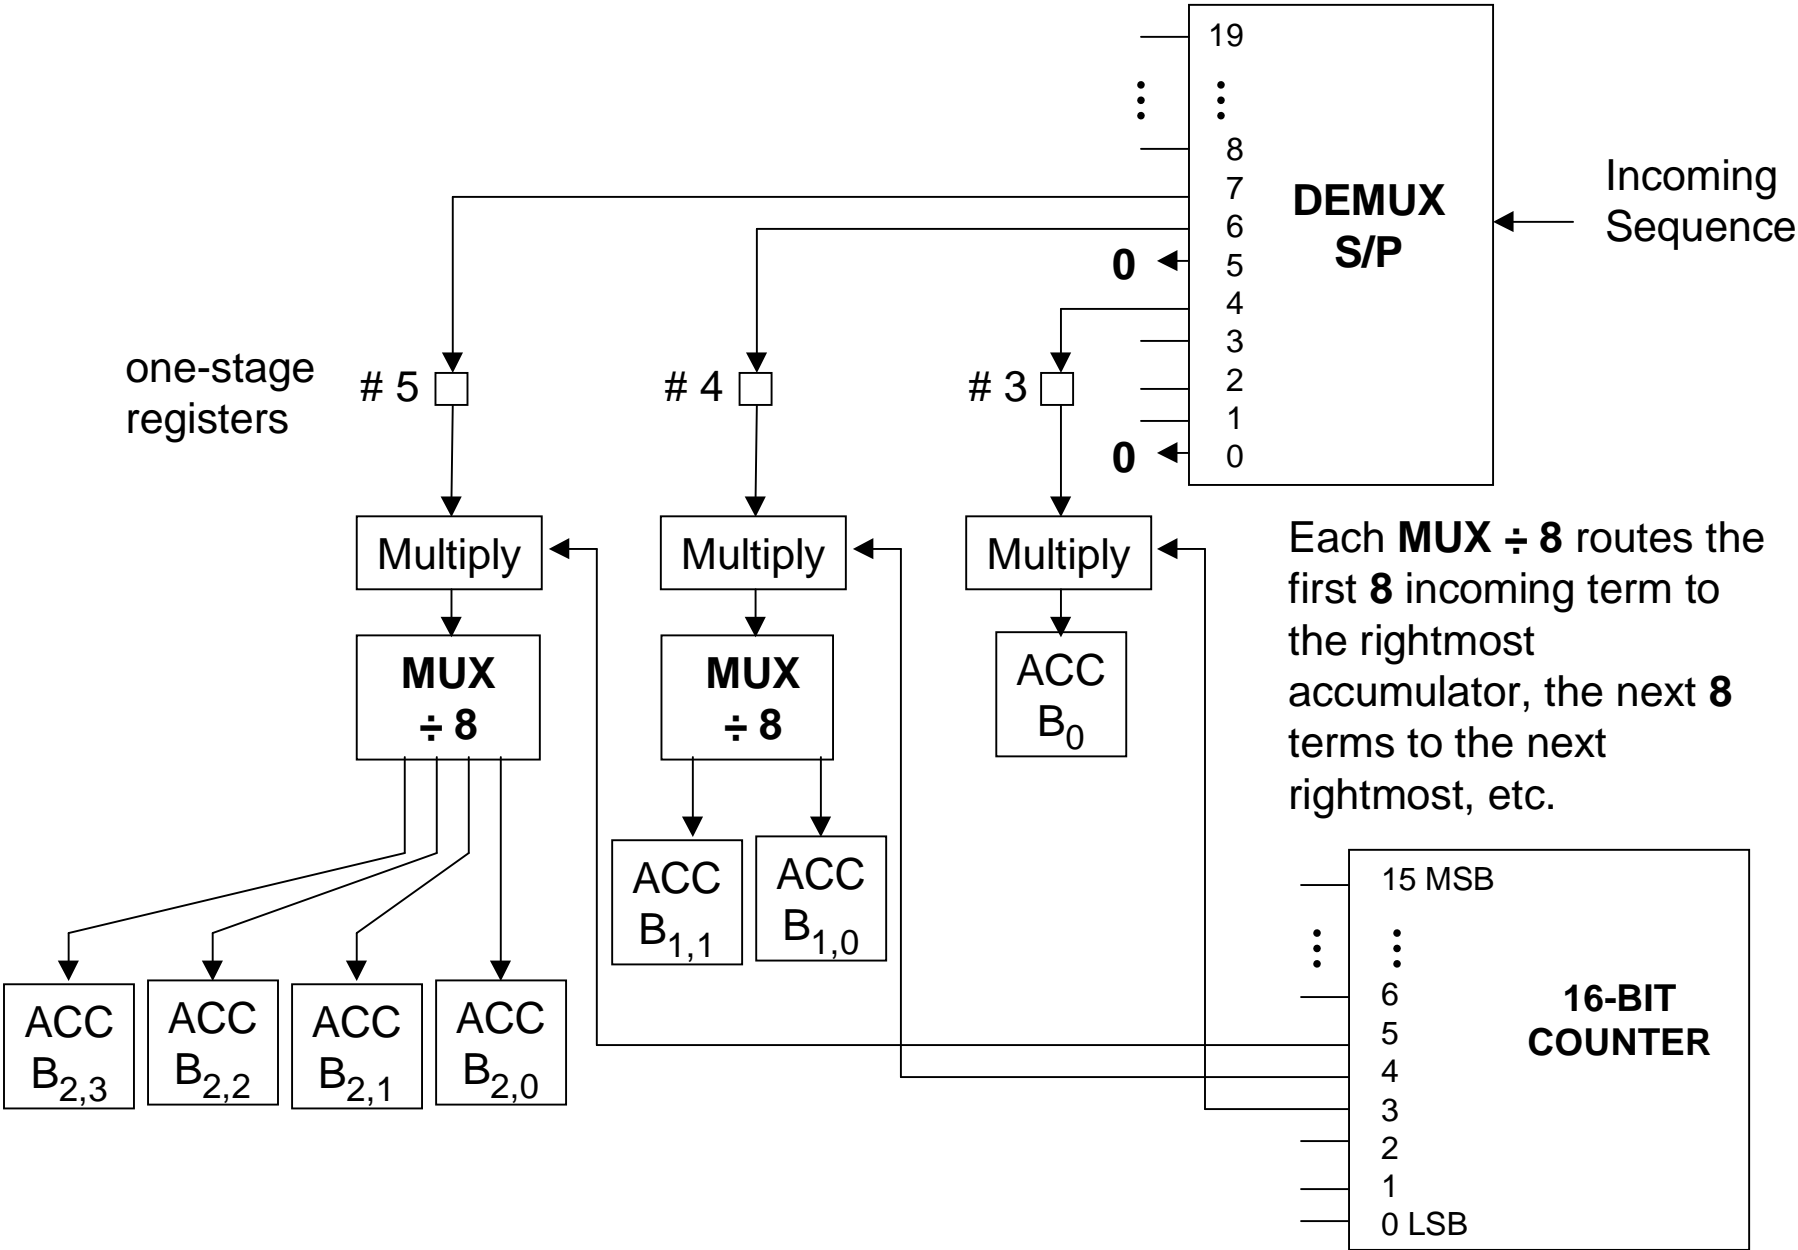 19
8
7
6
5
4
3
2
1
0
DEMUX
S/P
Incoming
Sequence
0
0
one-stage
registers
# 5
# 4
# 3
Multiply
Multiply
Multiply
MUX
÷ 8
MUX
÷ 8
ACC
B0
Each MUX ÷ 8 routes the
first 8 incoming term to
the rightmost
accumulator, the next 8
terms to the next
rightmost, etc.
ACC
B1,1
ACC
B1,0
ACC
B2,3
ACC
B2,2
ACC
B2,1
ACC
B2,0
15 MSB
6
5
4
3
2
1
0 LSB
16-BIT
COUNTER